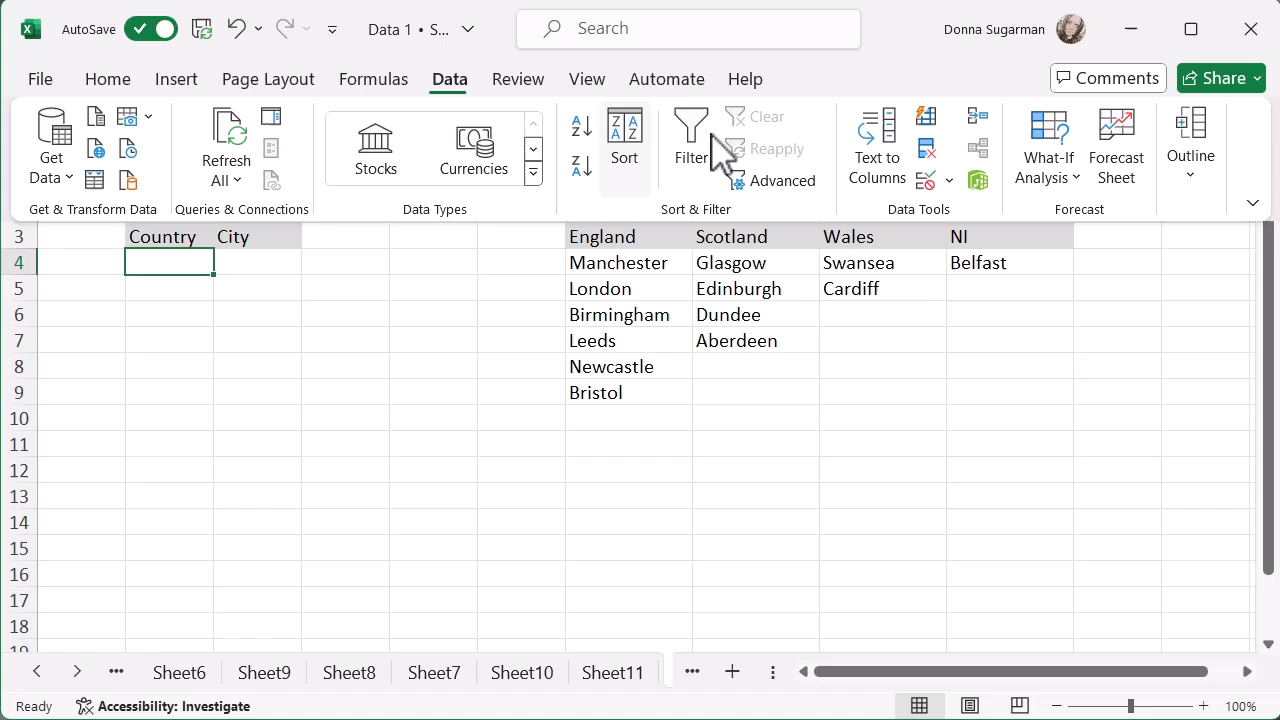 AutoSave
Data 1 • S...
Search
Donna Sugarman
File Home Insert Page Layout Formulas Data Review View Automate Help
Comments
Share
Get
Data
Refresh
All
Stocks
Currencies
Sort
Filter
Clear
Reapply
Advanced
Text to
Columns
What-If
Analysis
Forecast
Sheet
Outline
Get & Transform Data
Queries & Connections
Data Types
Sort & Filter
Data Tools
Forecast
3 Country City England Scotland Wales NI
4 Manchester Glasgow Swansea Belfast
5 London Edinburgh Cardiff
6 Birmingham Dundee
7 Leeds Aberdeen
8 Newcastle
9 Bristol
10
11
12
13
14
15
16
17
18
19
Sheet6 Sheet9 Sheet8 Sheet7 Sheet10 Sheet11
Ready
Accessibility: Investigate
100%